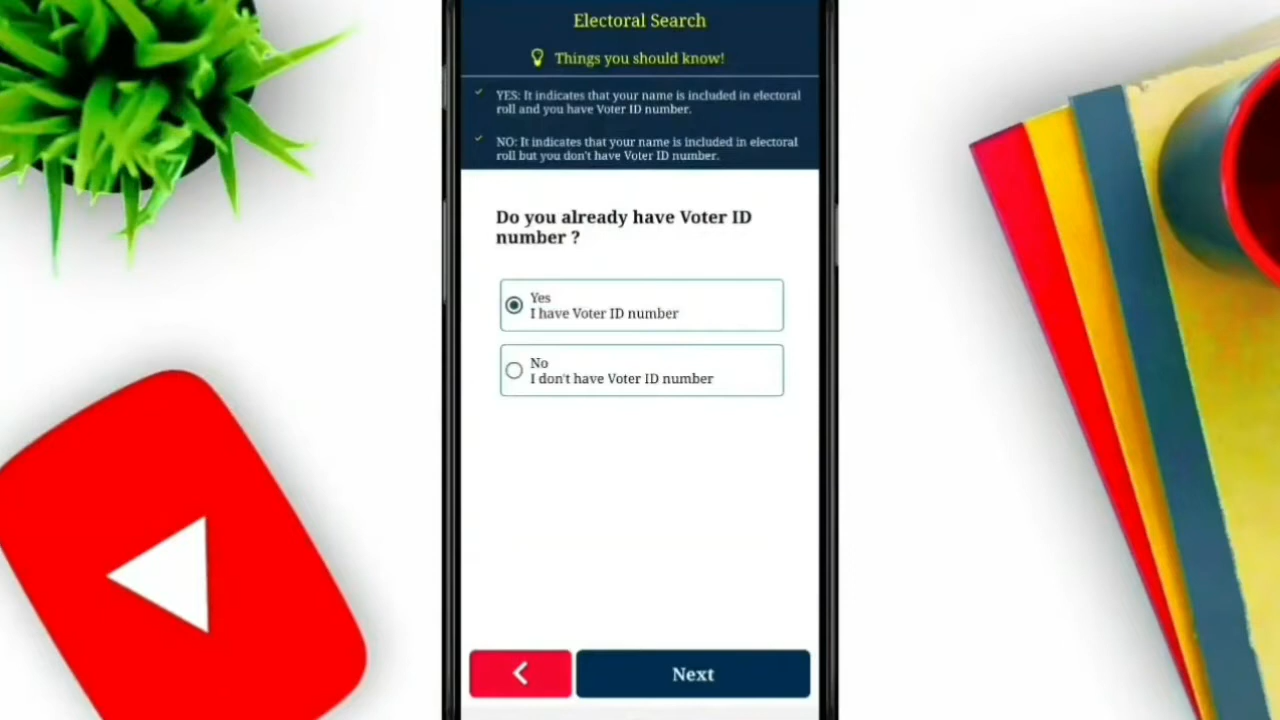 Electoral Search
Things you should know!
YES: It indicates that your name is included in electoral
roll and you have Voter ID number.
NO: It indicates that your name is included in electoral
roll but you don't have Voter ID number.
Do you already have Voter ID
number ?
Yes
I have Voter ID number
No
I don't have Voter ID number
Next